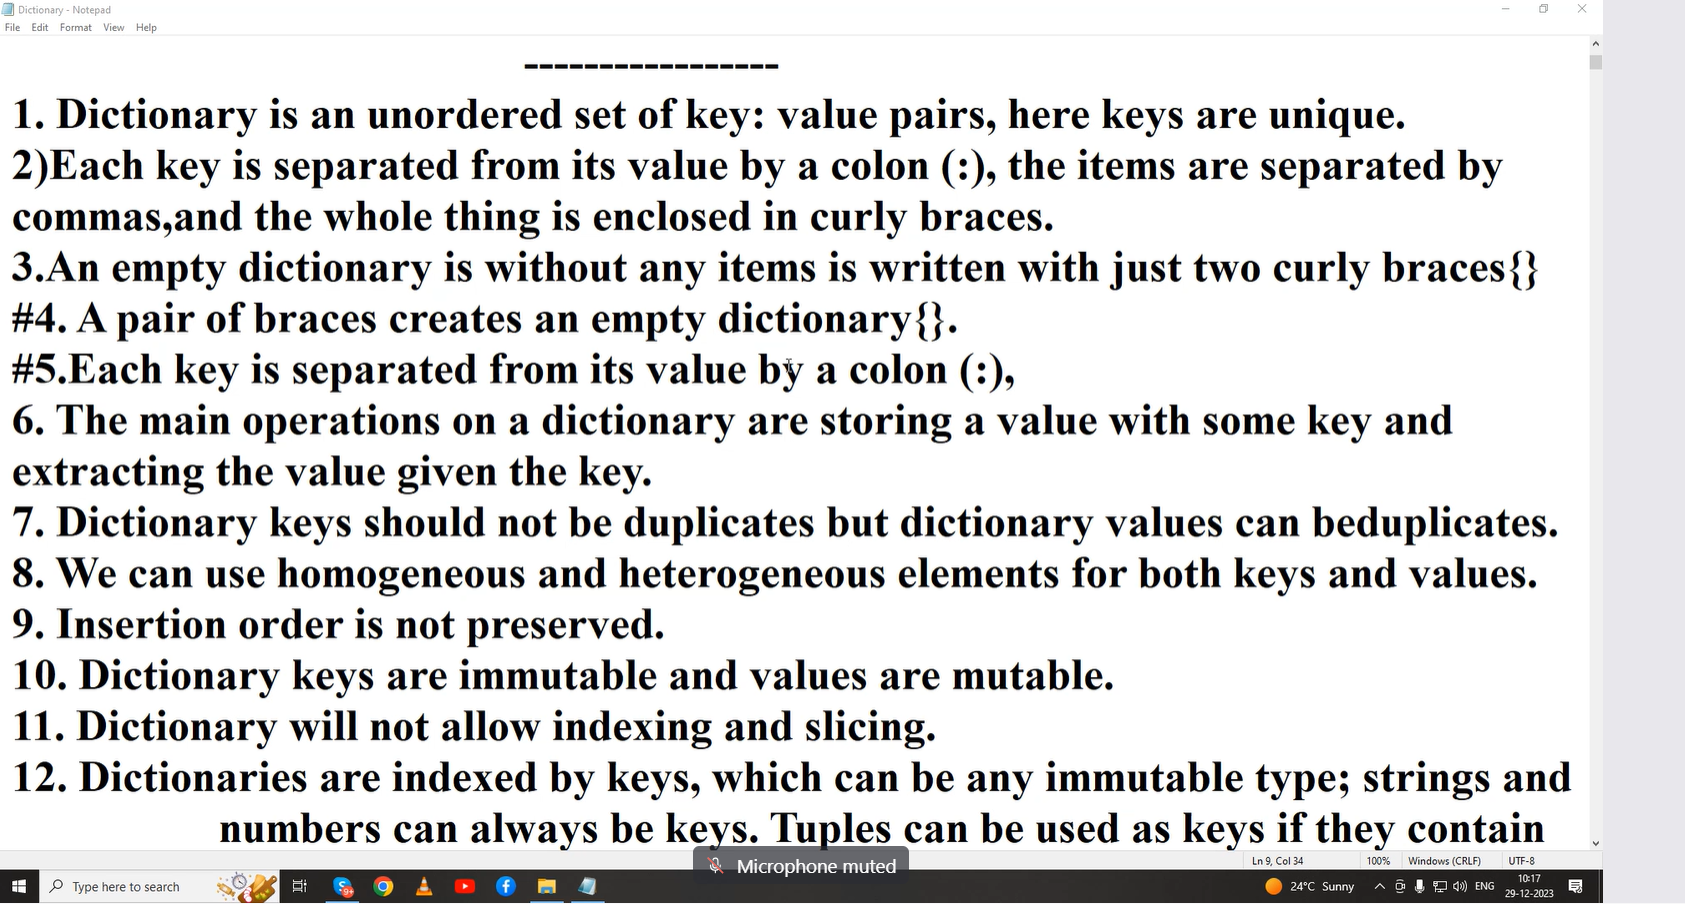 Dictionary - Notepad
File Edit Format View Help
-----------------
1. Dictionary is an unordered set of key: value pairs, here keys are unique.
2)Each key is separated from its value by a colon (:), the items are separated by
commas,and the whole thing is enclosed in curly braces.
3.An empty dictionary is without any items is written with just two curly braces{}
#4. A pair of braces creates an empty dictionary{}.
#5.Each key is separated from its value by a colon (:),
6. The main operations on a dictionary are storing a value with some key and
extracting the value given the key.
7. Dictionary keys should not be duplicates but dictionary values can beduplicates.
8. We can use homogeneous and heterogeneous elements for both keys and values.
9. Insertion order is not preserved.
10. Dictionary keys are immutable and values are mutable.
11. Dictionary will not allow indexing and slicing.
12. Dictionaries are indexed by keys, which can be any immutable type; strings and
numbers can always be keys. Tuples can be used as keys if they contain
Microphone muted
Ln 9, Col 34 100% Windows (CRLF) UTF-8
Type here to search
24°C Sunny
ENG
10:17
29-12-2023